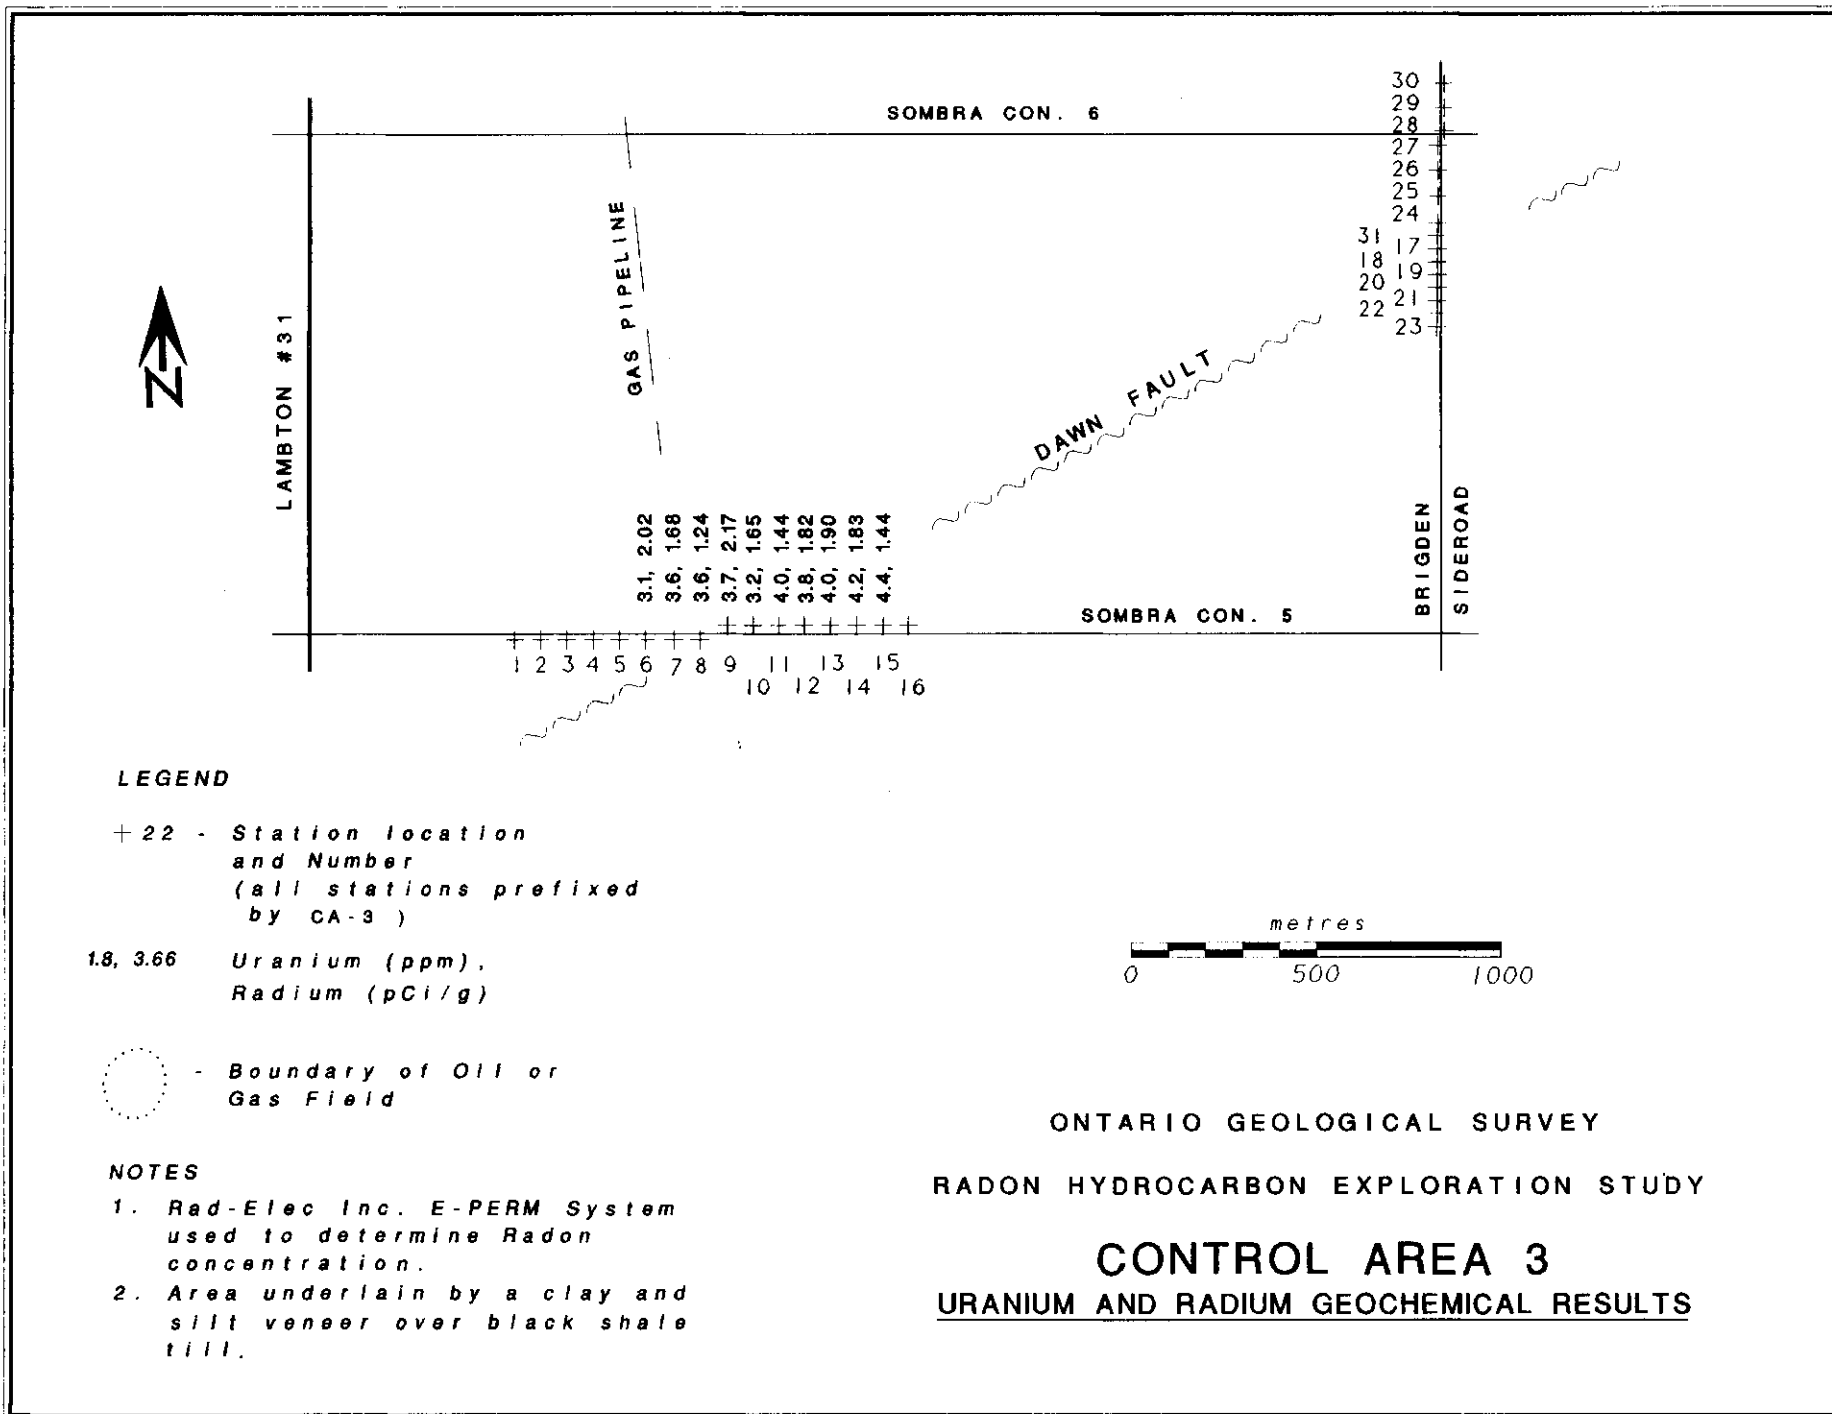 SOMBRA CON. 6
30
29
28
27
26
25
24
31
17
18
19
20
21
22
23
GAS PIPELINE
LAMBTON #31
N
DAWN FAULT
BRIGDEN
SIDEROAD
3.1, 2.02
3.6, 1.68
3.6, 1.24
3.7, 2.17
3.2, 1.65
4.0, 1.44
3.8, 1.82
4.0, 1.90
4.2, 1.83
4.4, 1.44
SOMBRA CON. 5
1 2 3 4 5 6 7 8 9 11 13 15
10 12 14 16
LEGEND
+ 22 - Station location
and Number
(all stations prefixed
by CA-3 )
1.8, 3.66 Uranium (ppm),
Radium (pCi/g)
- Boundary of Oil or
Gas Field
metres
0 500 1000
NOTES
1. Rad-Elec Inc. E-PERM System
used to determine Radon
concentration.
2. Area underlain by a clay and
silt veneer over black shale
till.
ONTARIO GEOLOGICAL SURVEY
RADON HYDROCARBON EXPLORATION STUDY
CONTROL AREA 3
URANIUM AND RADIUM GEOCHEMICAL RESULTS